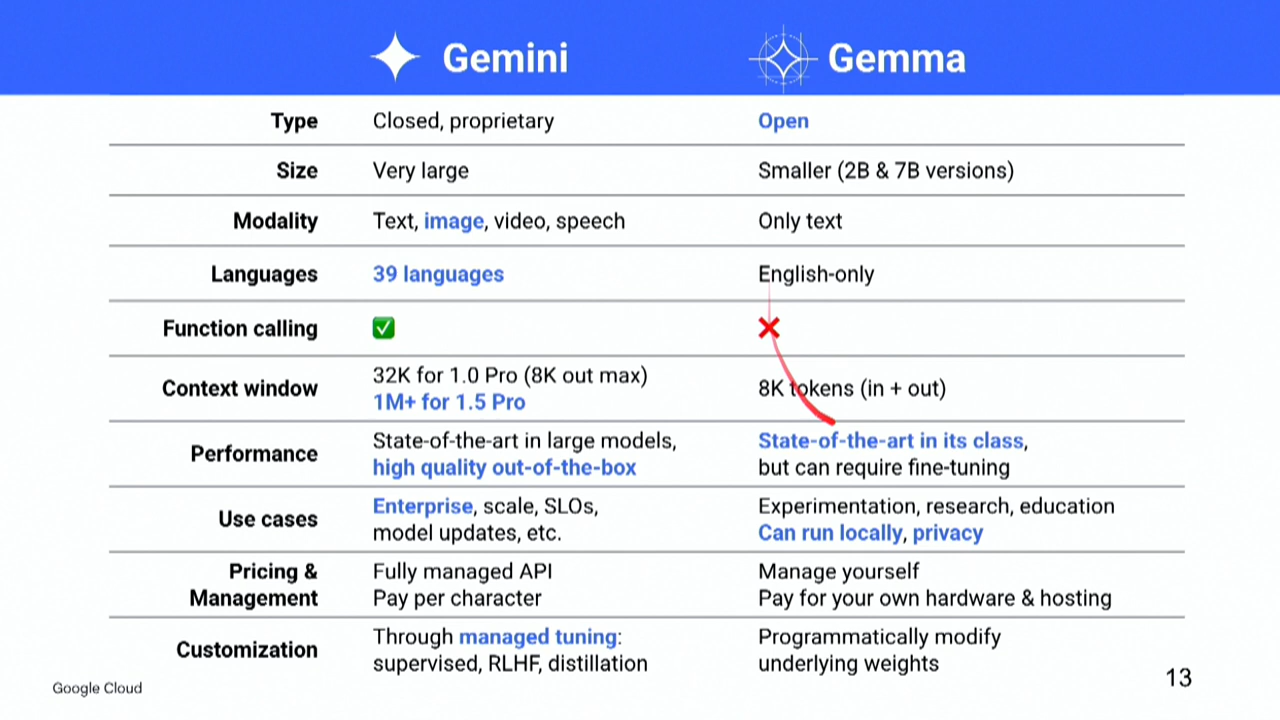 Gemini Gemma
Type Closed, proprietary Open
Size Very large Smaller (2B & 7B versions)
Modality Text, image, video, speech Only text
Languages 39 languages English-only
Function calling ✅ ❌
Context window 32K for 1.0 Pro (8K out max) 8K tokens (in + out)
1M+ for 1.5 Pro
Performance State-of-the-art in large models, State-of-the-art in its class,
high quality out-of-the-box but can require fine-tuning
Use cases Enterprise, scale, SLOs, Experimentation, research, education
model updates, etc. Can run locally, privacy
Pricing & Fully managed API Manage yourself
Management Pay per character Pay for your own hardware & hosting
Customization Through managed tuning: Programmatically modify
supervised, RLHF, distillation underlying weights
Google Cloud 13